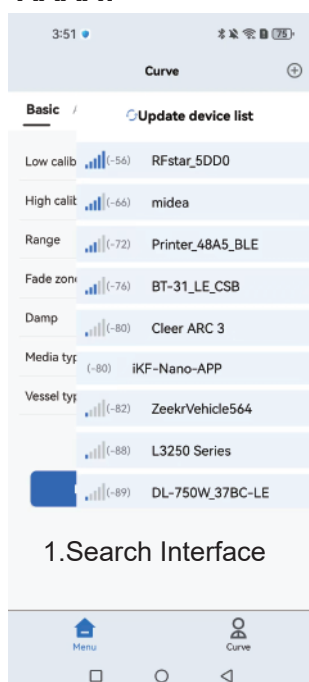 3:51
75
Curve
Basic
Update device list
Low calib
(-56) RFstar_5DD0
High calib
(-66) midea
Range
(-72) Printer_48A5_BLE
Fade zone
(-76) BT-31_LE_CSB
Damp
(-80) Cleer ARC 3
Media typ
(-80) iKF-Nano-APP
Vessel typ
(-82) ZeekrVehicle564
(-88) L3250 Series
(-89) DL-750W_37BC-LE
1.Search Interface
Menu
Curve